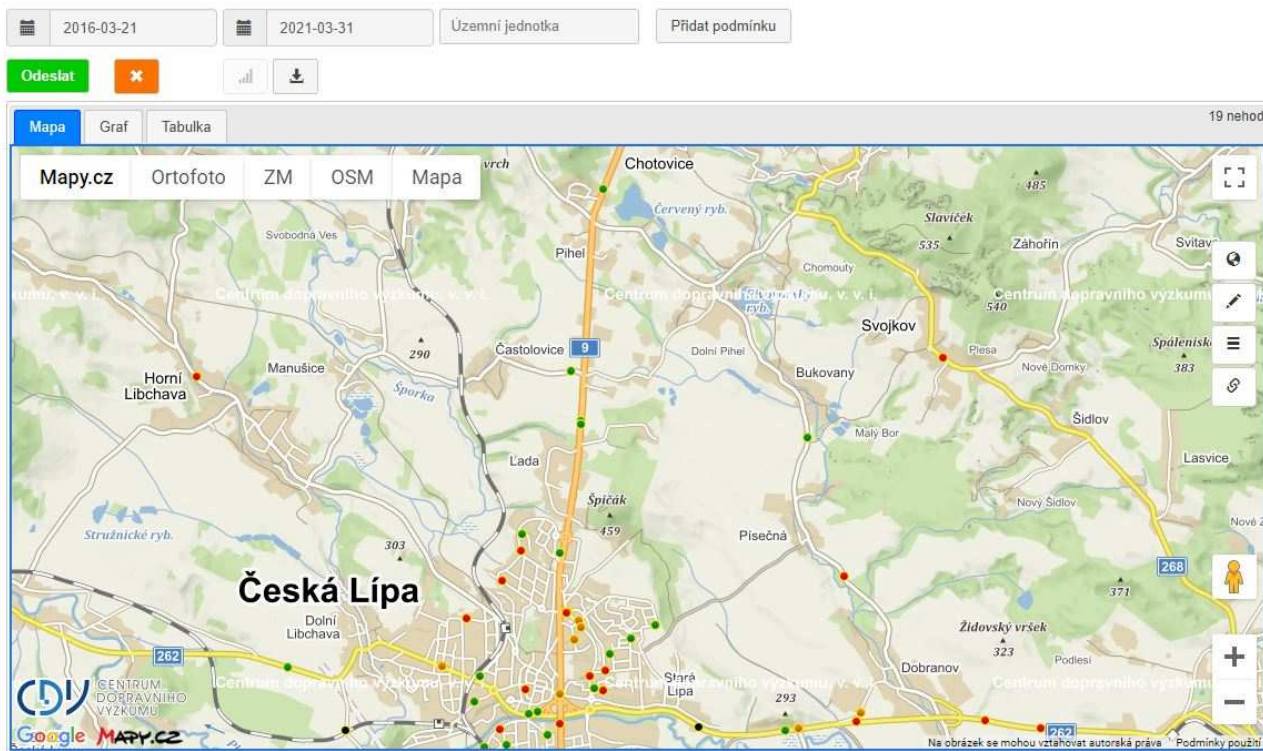 2016-03-21 2021-03-31 Územní jednotka Přidat podmínku
Odeslat
Mapa Graf Tabulka 19 nehod
Mapy.cz Ortofoto ZM OSM Mapa
vrch
Chotovice
485
Červený ryb.
Slavíček
535
Svobodná Ves
Pihel
Záhořín
Svitava
Chomouty
Centrum dopravního výzkumu, v. v. i.
Centrum dopravního výzkumu, v. v. i.
Centrum dopravního výzkumu
540
ryb.
Svojkov
Častolovice 9
290
Dolní Pihel
Plesa
383
Manušice
Horní
Libchava
Šporka
Bukovany
Nové Domky
Šidlov
Malý Bor
Lada
Lasvice
Špičák
459
Nový Šidlov
Stružnické ryb.
Písečná
303
268
Česká Lípa
371
Dolní
Libchava
Židovský vršek
323
262
Podlesí
Dobranov
Stará
Lípa
293
CDV CENTRUM
DOPRAVNÍHO
VÝZKUMU
Centrum dopravního výzkumu, v. v. i.
Centrum dopravního výzkumu, v. v. i.
Centrum dopravního výzkumu
262
Google MAPY.CZ
Na obrázek se mohou vztahovat autorská práva Podmínky použití